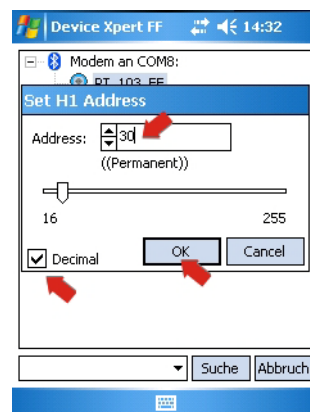 Device Xpert FF 14:32
Modem an COM8:
PT 103 FF
Set H1 Address
Address: 30
((Permanent))
16 255
Decimal OK Cancel
Suche Abbruch